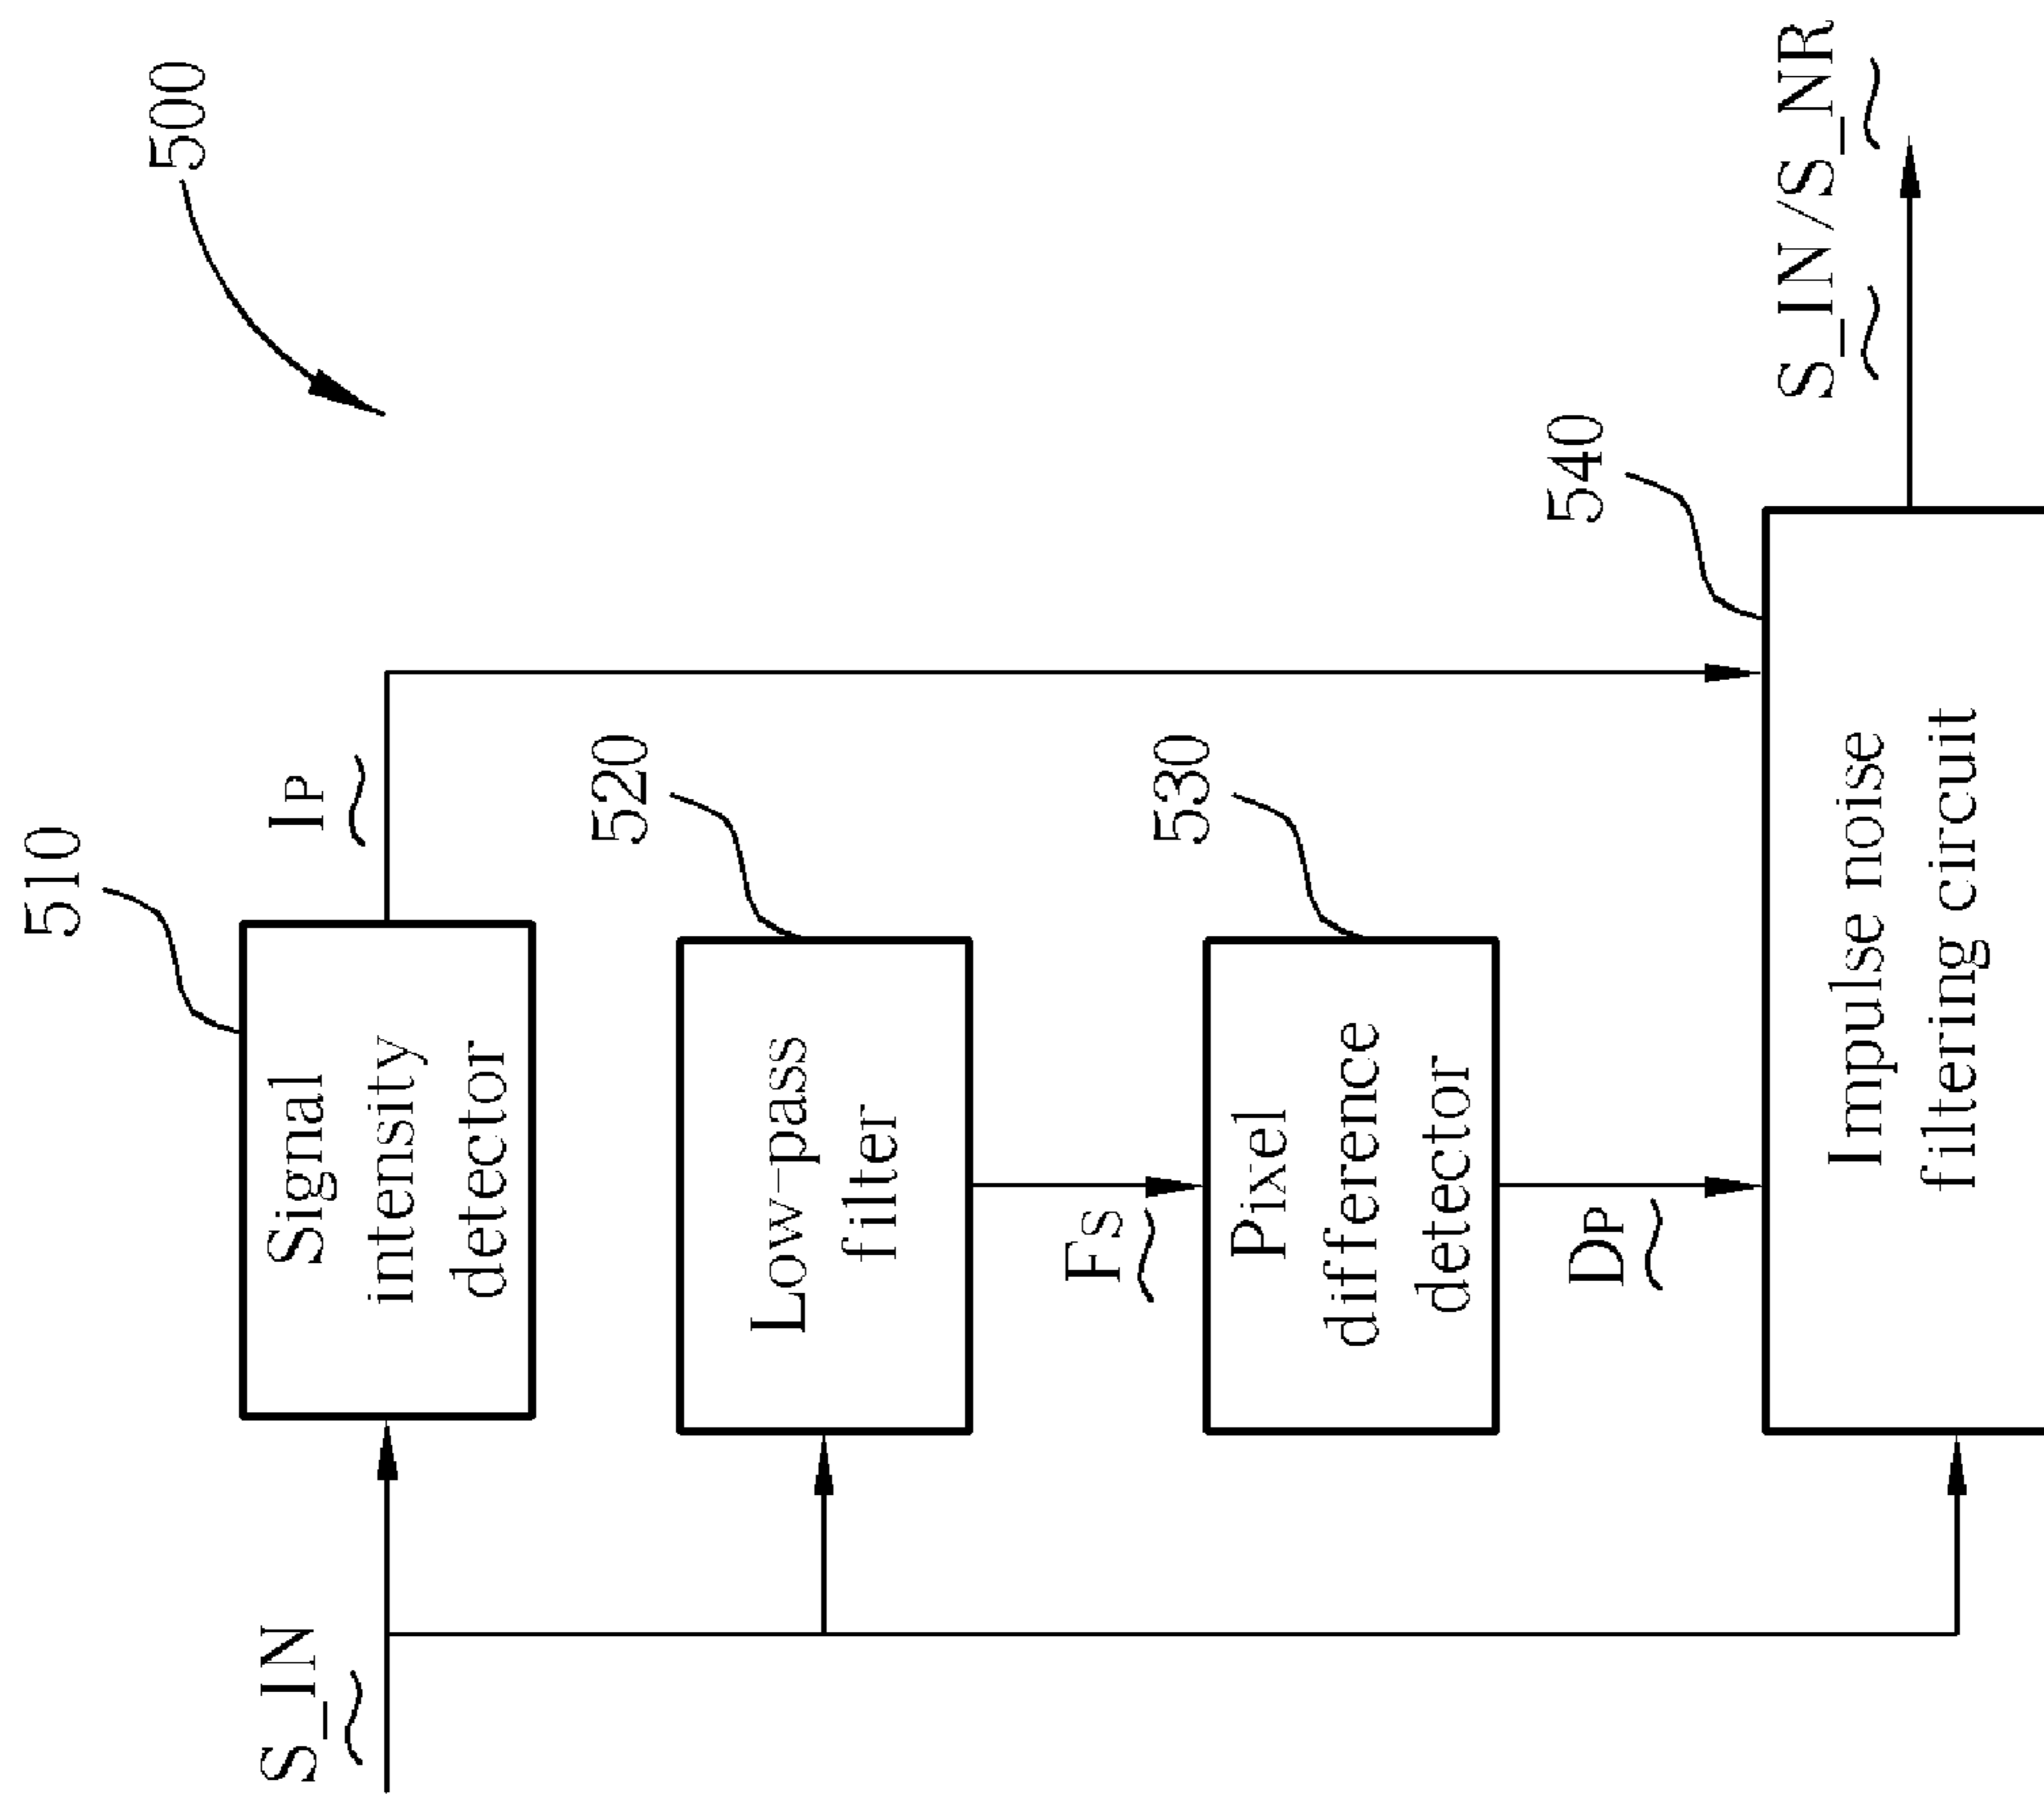 500
510
S_IN
Signal
intensity
detector
IP
520
Low-pass
filter
FS
530
Pixel
difference
detector
DP
540
Impulse noise
filtering circuit
S_IN/S_NR